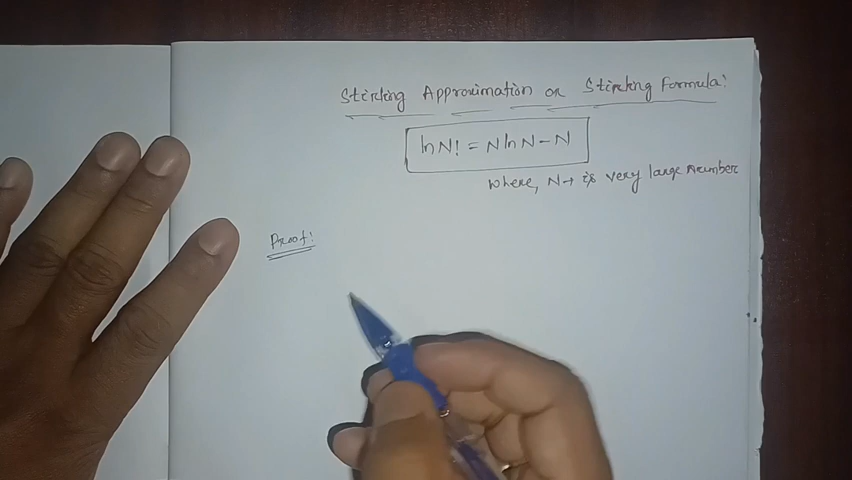 Stirling Approximation or Stirling Formula:
ln N! = N ln N - N
where, N → is very large Number
Proof: